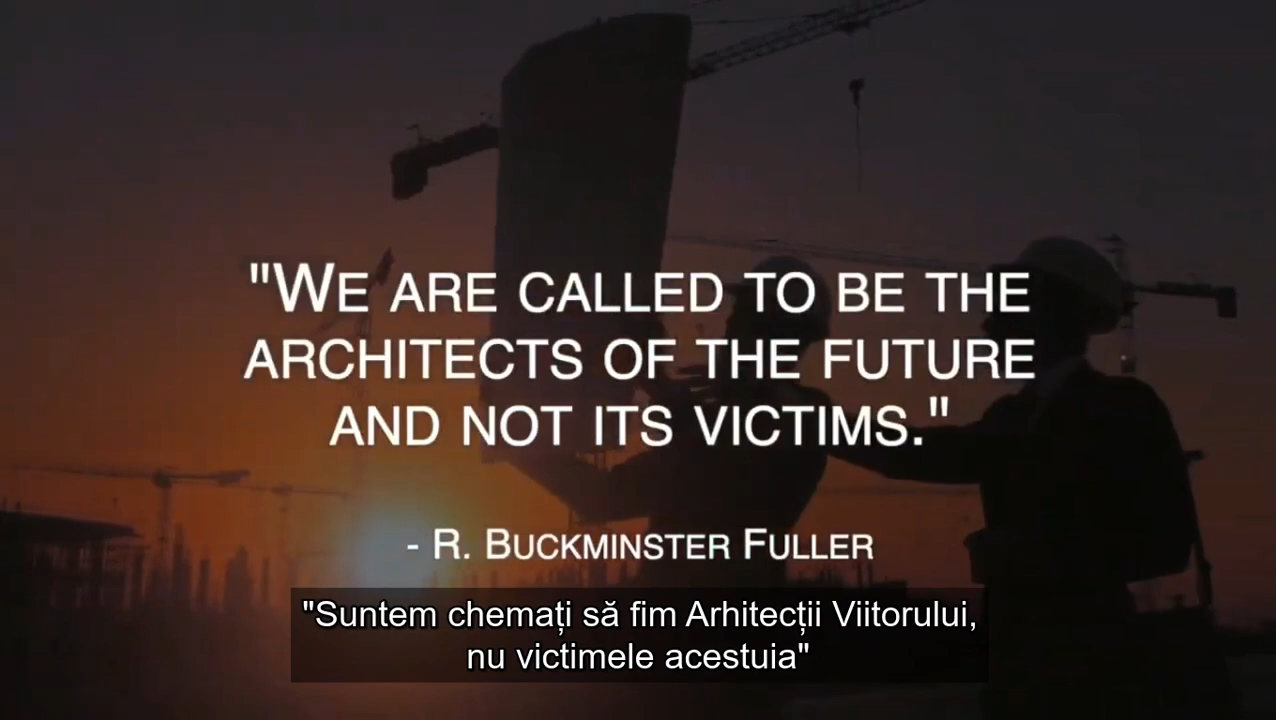 "We are called to be the
architects of the future
and not its victims."
- R. Buckminster Fuller
"Suntem chemați să fim Arhitecții Viitorului,
nu victimele acestuia"